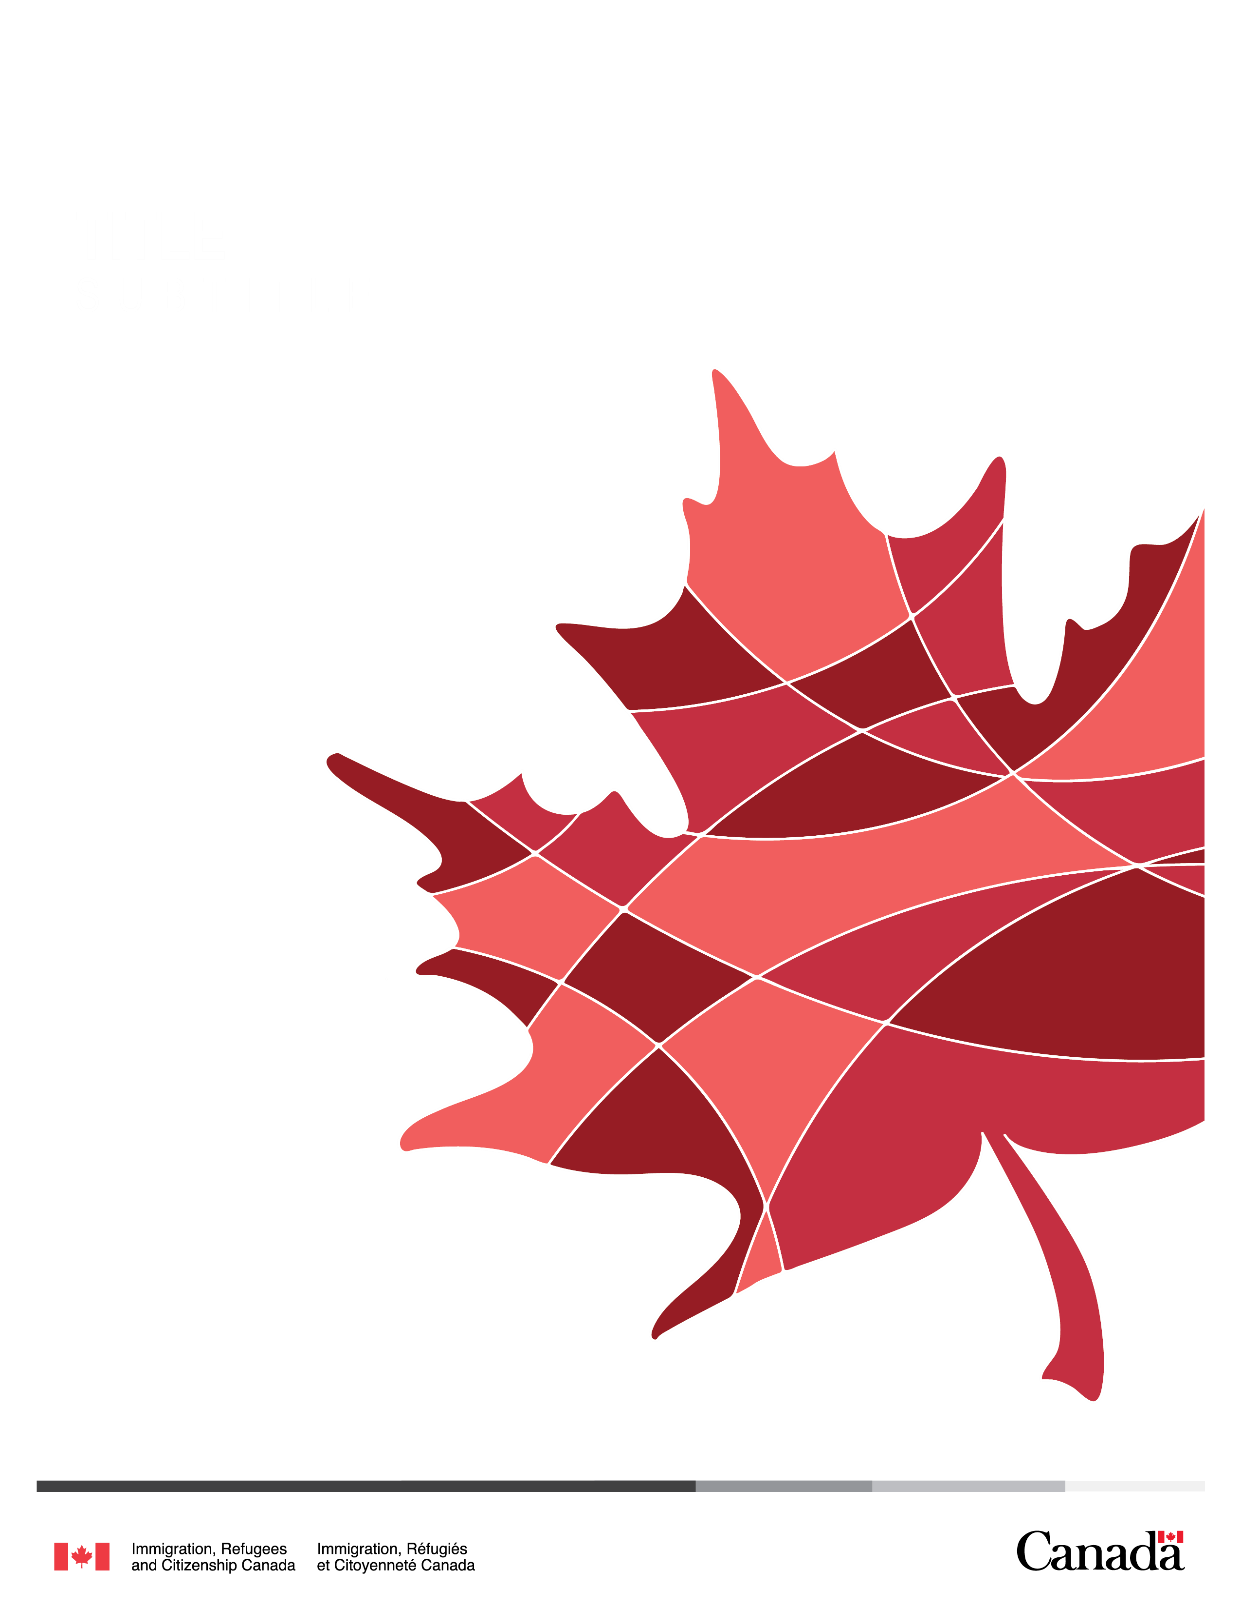 Immigration, Refugees
and Citizenship Canada
Immigration, Réfugiés
et Citoyenneté Canada
Canada